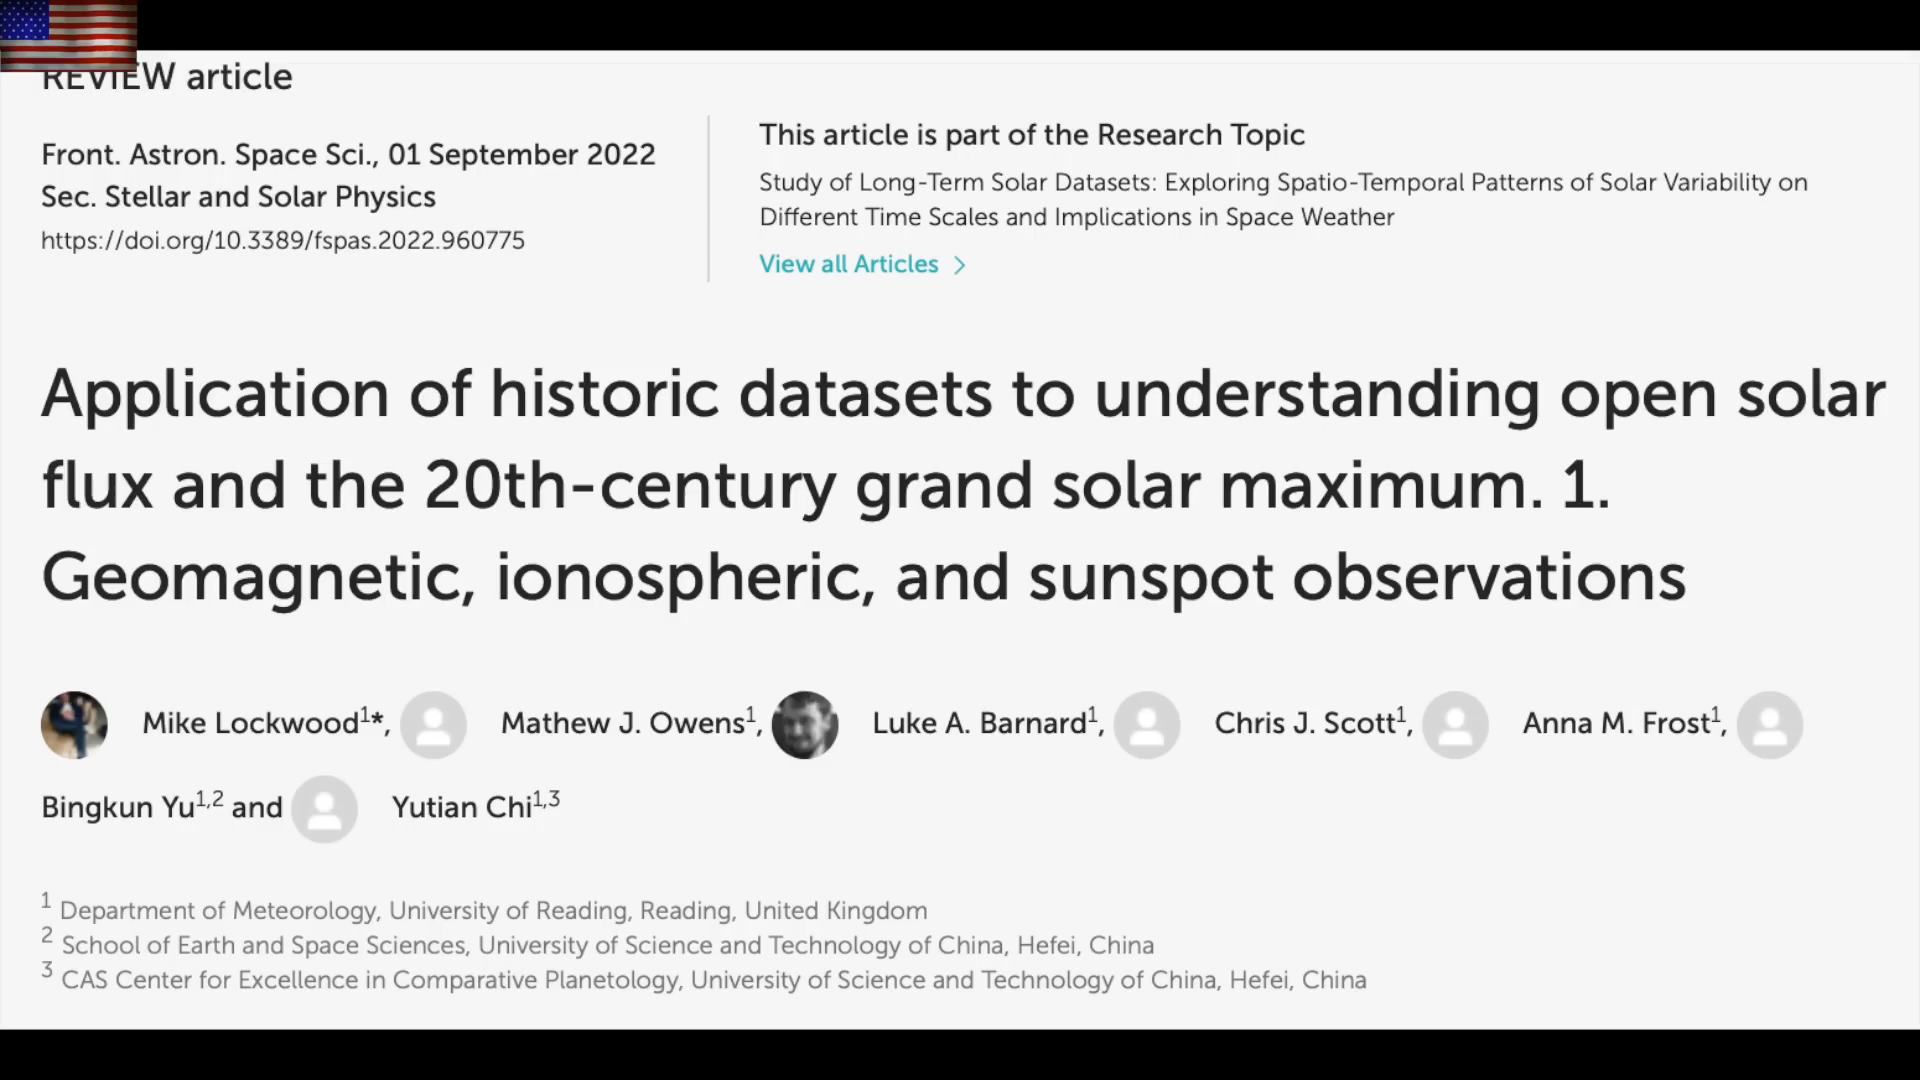 REVIEW article
Front. Astron. Space Sci., 01 September 2022
Sec. Stellar and Solar Physics
https://doi.org/10.3389/fspas.2022.960775
This article is part of the Research Topic
Study of Long-Term Solar Datasets: Exploring Spatio-Temporal Patterns of Solar Variability on
Different Time Scales and Implications in Space Weather
View all Articles >
Application of historic datasets to understanding open solar
flux and the 20th-century grand solar maximum. 1.
Geomagnetic, ionospheric, and sunspot observations
Mike Lockwood1*, Mathew J. Owens1, Luke A. Barnard1, Chris J. Scott1, Anna M. Frost1,
Bingkun Yu1,2 and Yutian Chi1,3
1 Department of Meteorology, University of Reading, Reading, United Kingdom
2 School of Earth and Space Sciences, University of Science and Technology of China, Hefei, China
3 CAS Center for Excellence in Comparative Planetology, University of Science and Technology of China, Hefei, China